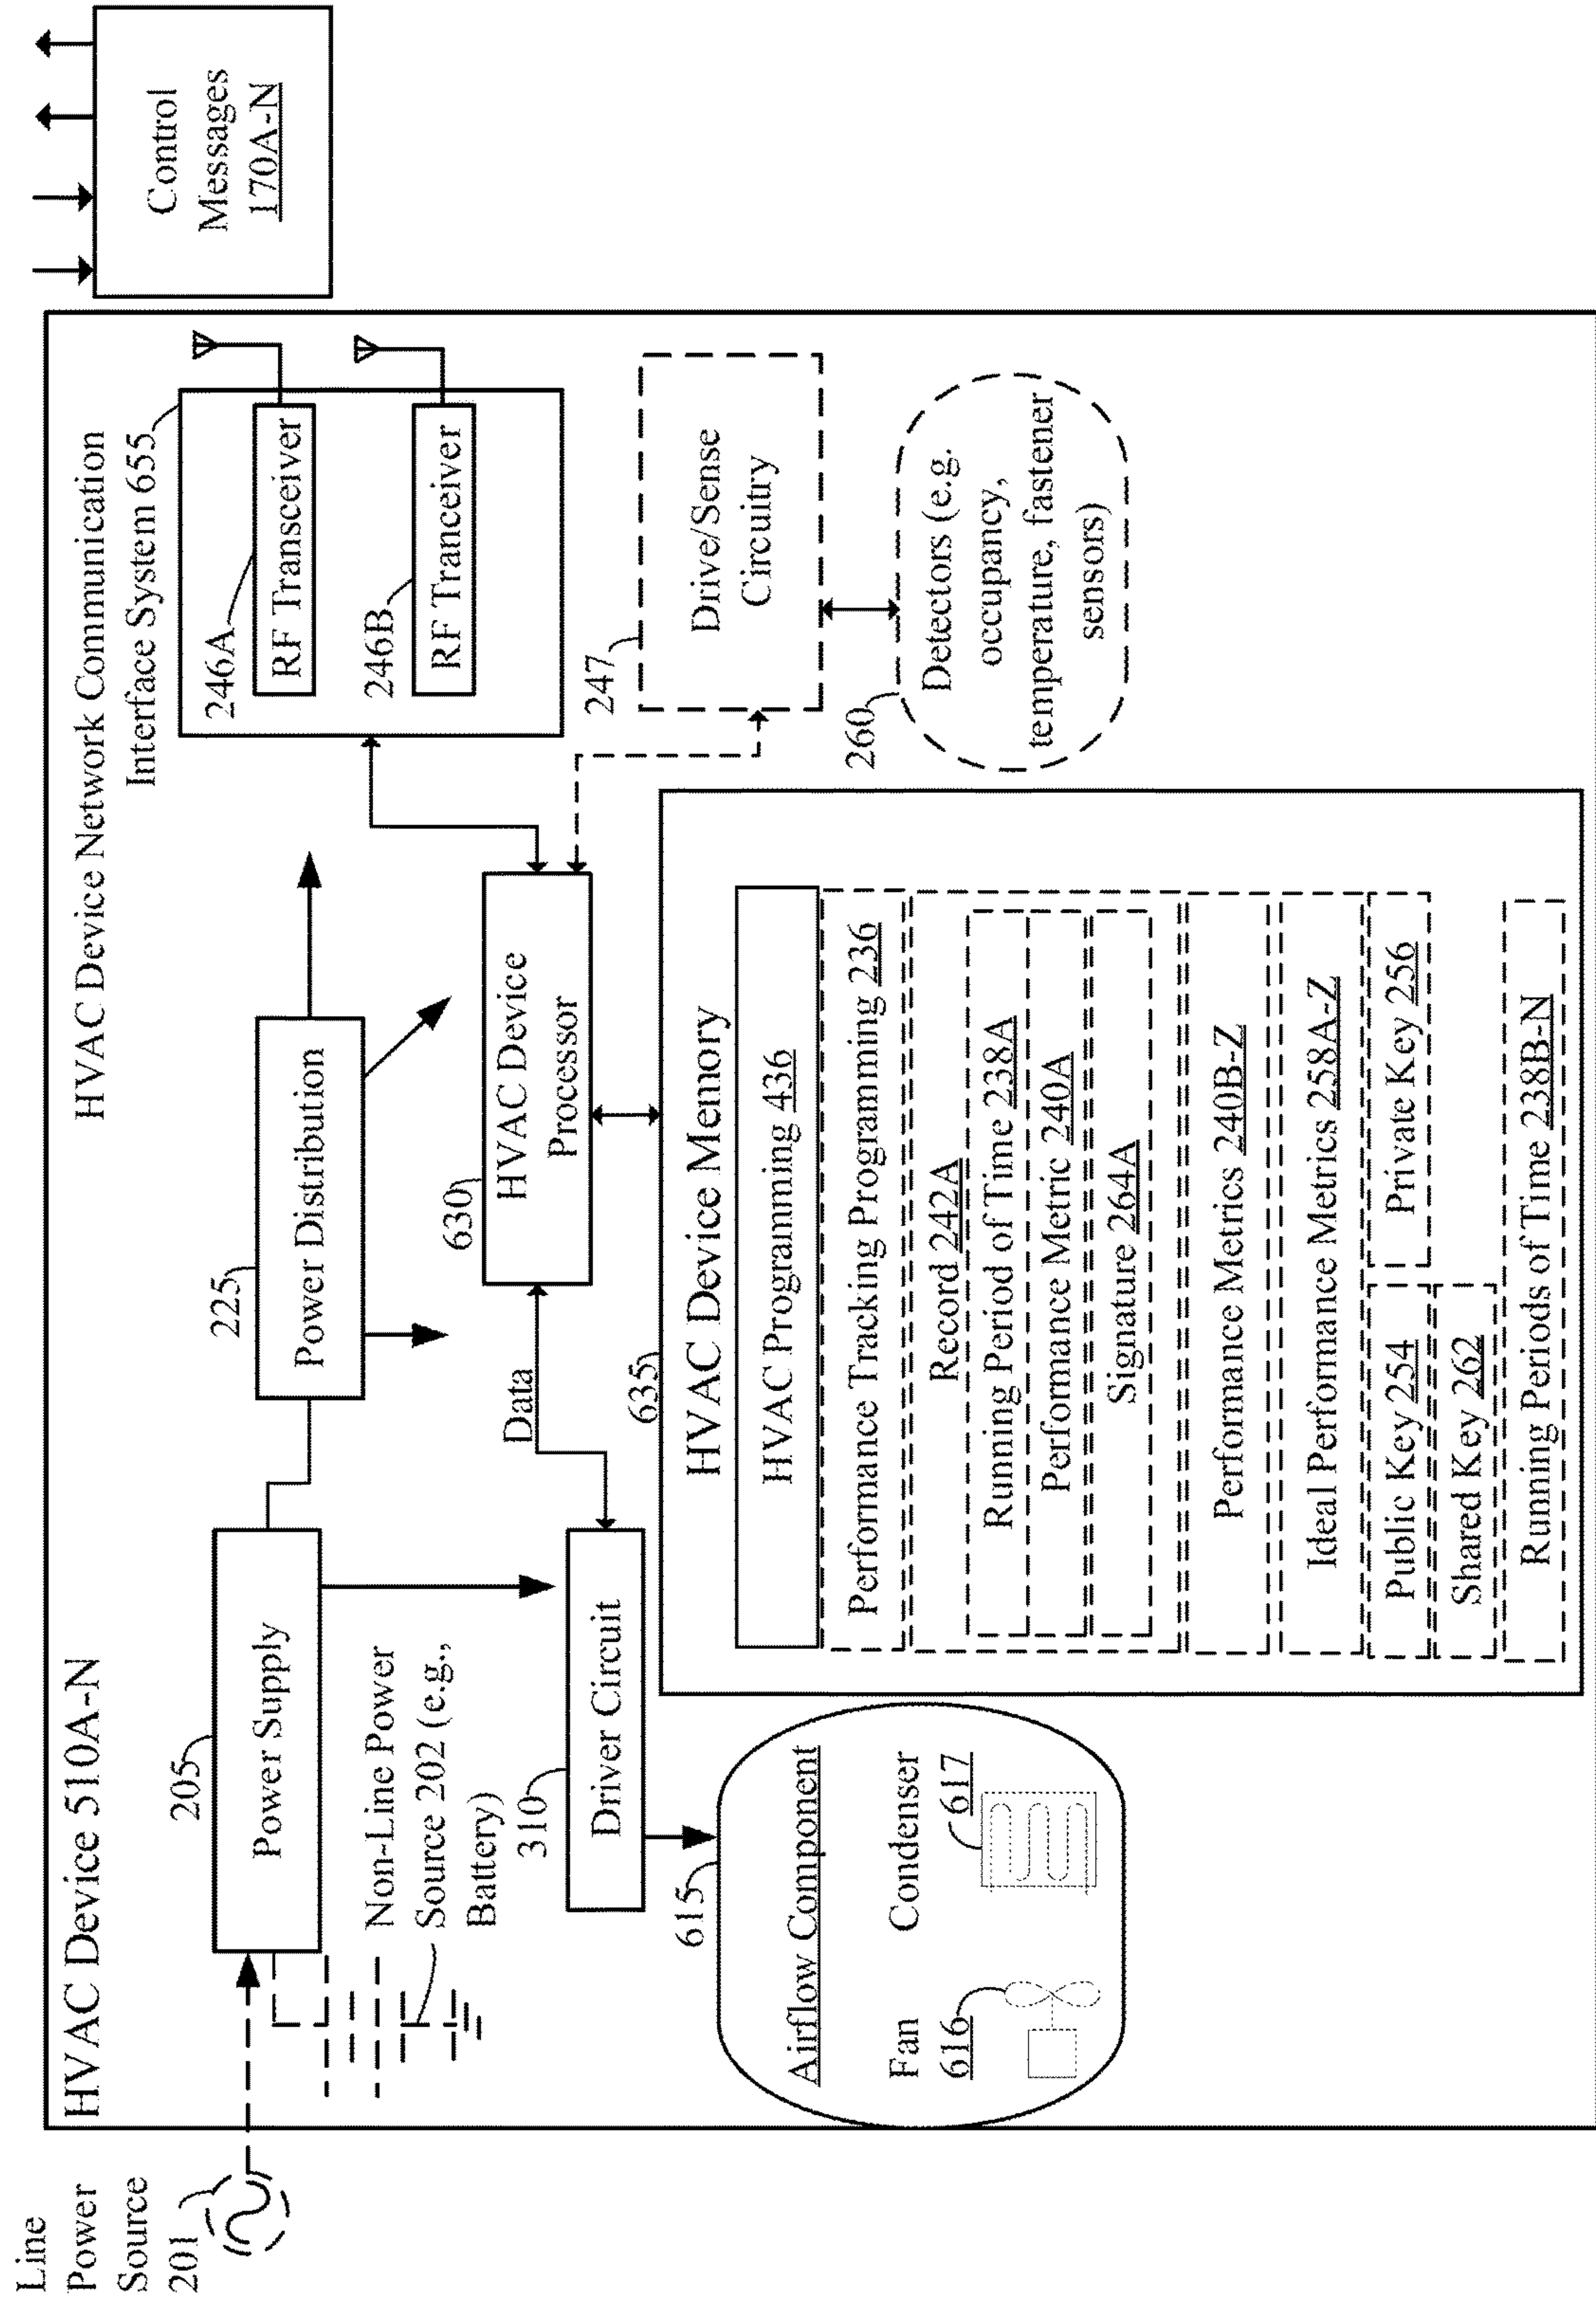 Line
Power
Source
201
HVAC Device 510A-N
205
Power Supply
Non-Line Power
Source 202 (e.g.,
Battery)
310
Driver Circuit
615
Airflow Component
Fan
616
Condenser
617
225
Power Distribution
Data
630
HVAC Device
Processor
635
HVAC Device Memory
HVAC Programming 436
Performance Tracking Programming 236
Record 242A
Running Period of Time 238A
Performance Metric 240A
Signature 264A
Performance Metrics 240B-Z
Ideal Performance Metrics 258A-Z
Public Key 254
Private Key 256
Shared Key 262
Running Periods of Time 238B-N
HVAC Device Network Communication
Interface System 655
246A
RF Transceiver
246B
RF Tranceiver
247
Drive/Sense
Circuitry
260
Detectors (e.g.
occupancy,
temperature, fastener
sensors)
Control
Messages
170A-N